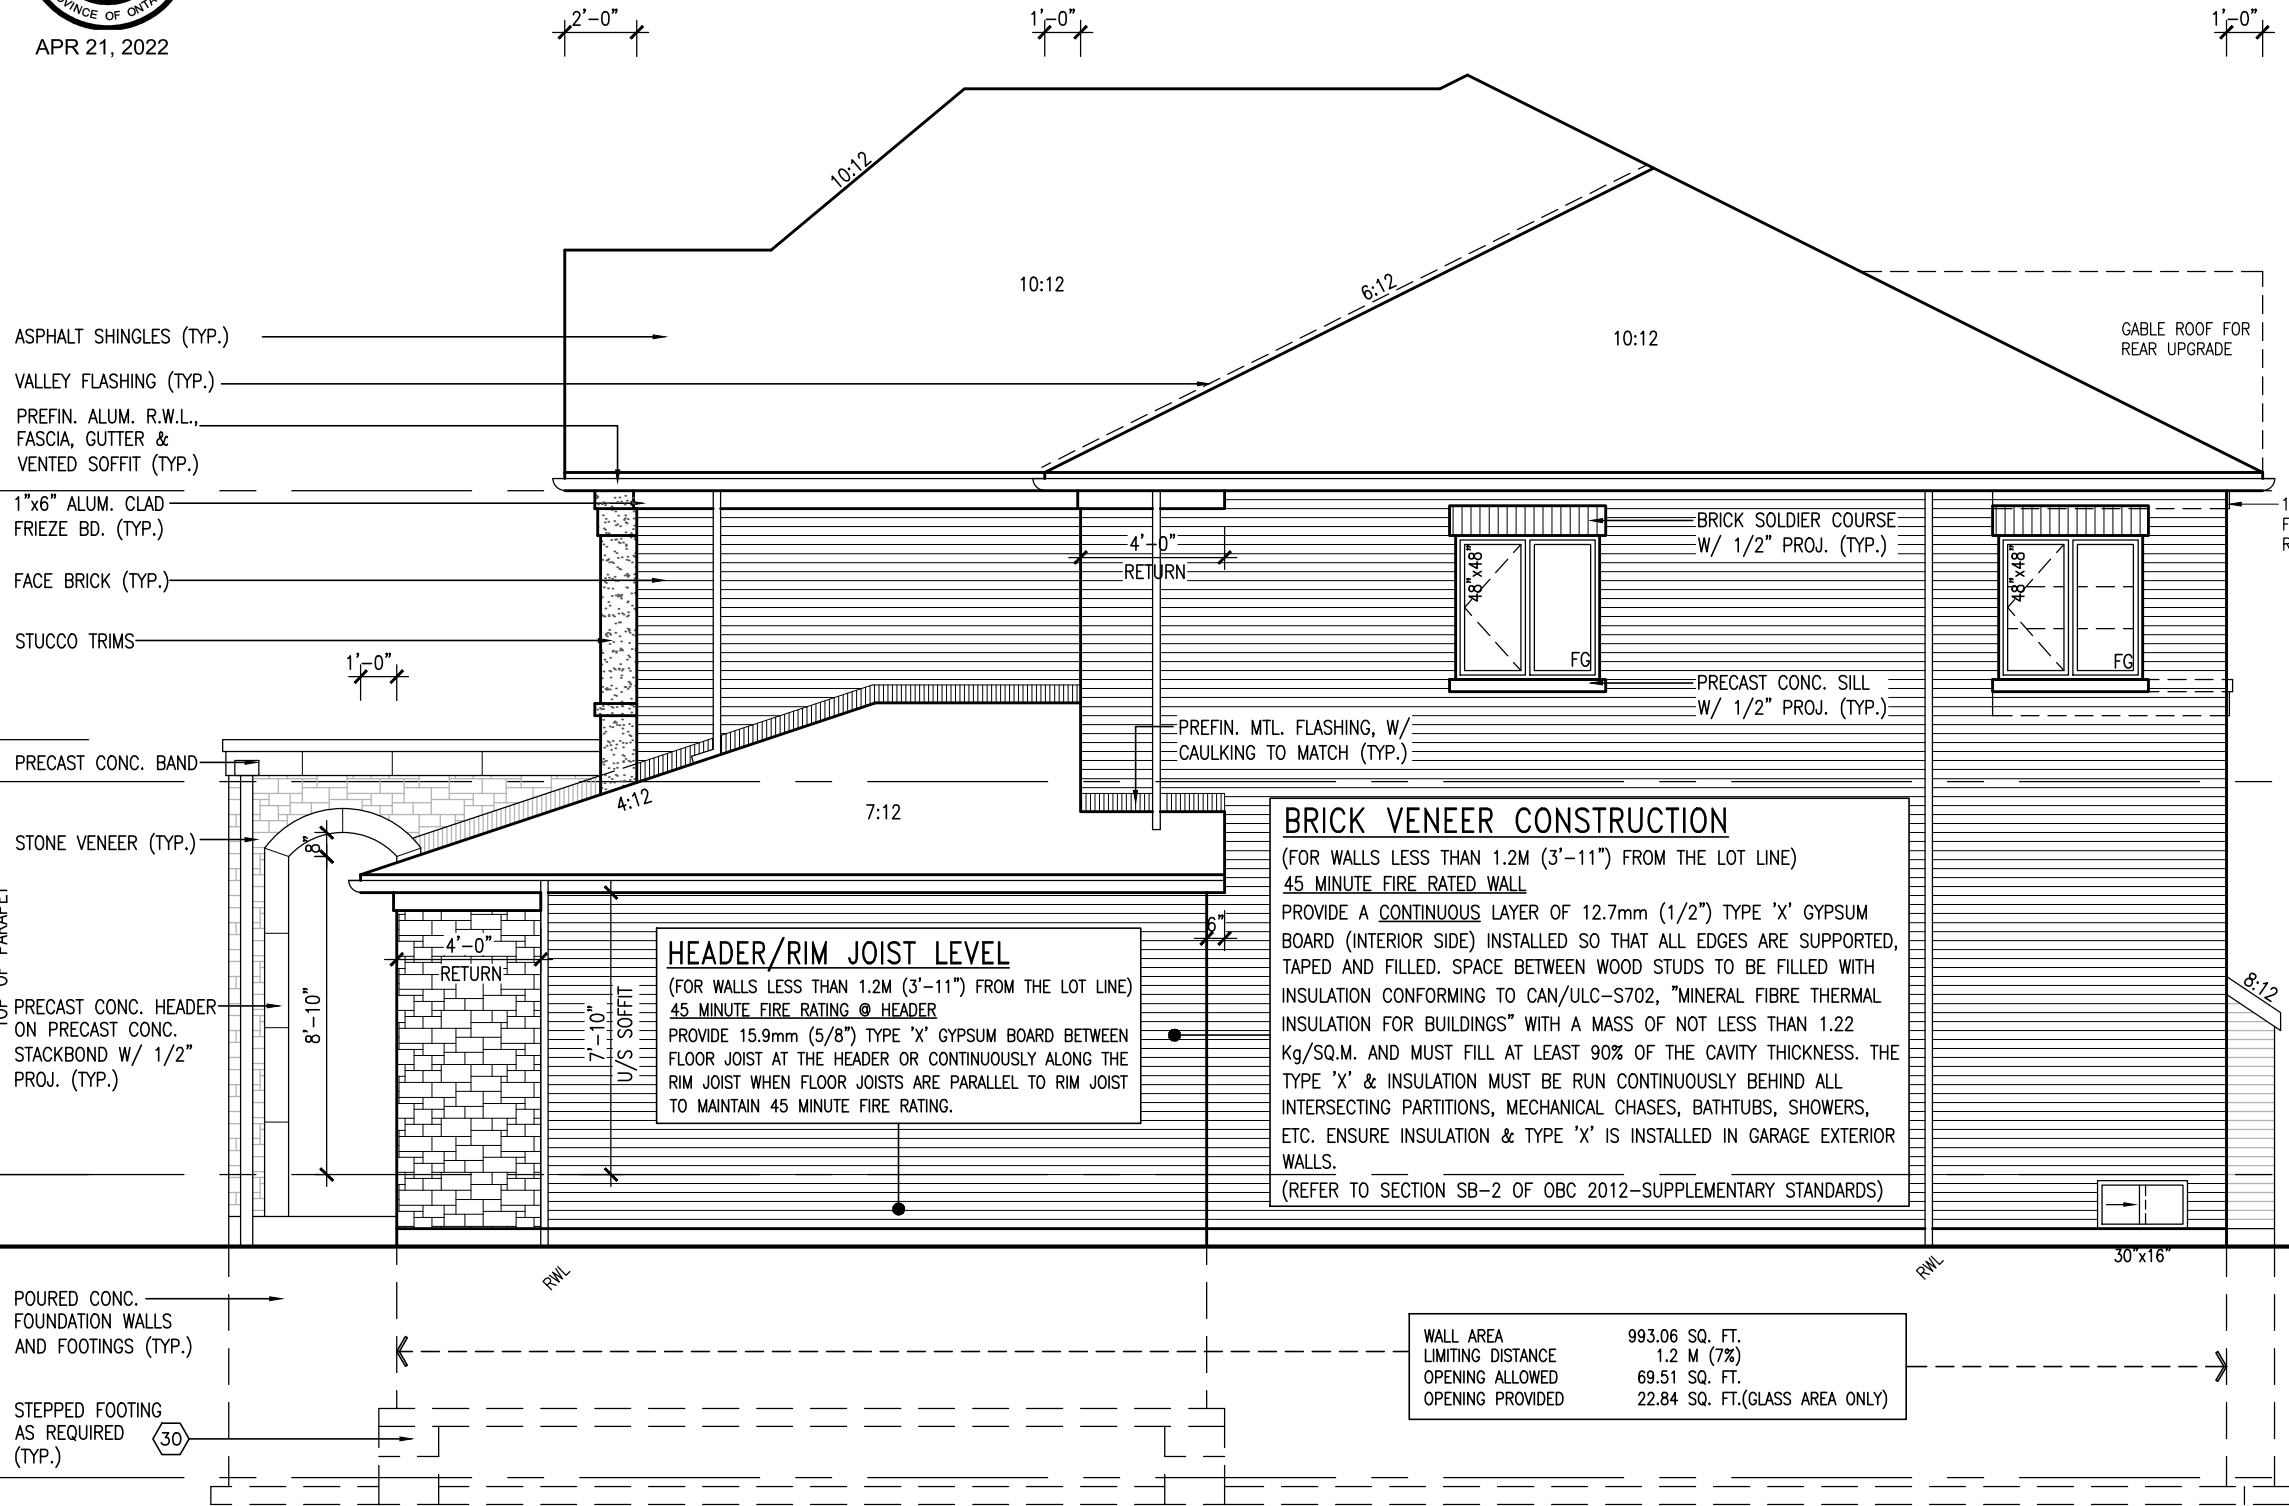 APR 21, 2022
2'-0"
1'-0"
1'-0"
10:12
10:12
6:12
10:12
GABLE ROOF FOR
REAR UPGRADE
ASPHALT SHINGLES (TYP.)
VALLEY FLASHING (TYP.)
PREFIN. ALUM. R.W.L.,
FASCIA, GUTTER &
VENTED SOFFIT (TYP.)
1"x6" ALUM. CLAD
FRIEZE BD. (TYP.)
FACE BRICK (TYP.)
STUCCO TRIMS
1'-0"
PRECAST CONC. BAND
STONE VENEER (TYP.)
TOP OF PARAPET
PRECAST CONC. HEADER
ON PRECAST CONC.
STACKBOND W/ 1/2"
PROJ. (TYP.)
4'-0"
RETURN
48"x48"
FG
BRICK SOLDIER COURSE
W/ 1/2" PROJ. (TYP.)
48"x48"
FG
PRECAST CONC. SILL
W/ 1/2" PROJ. (TYP.)
PREFIN. MTL. FLASHING, W/
CAULKING TO MATCH (TYP.)
4:12
7:12
8"
8'-10"
4'-0"
RETURN
7'-10"
U/S SOFFIT
6"
HEADER/RIM JOIST LEVEL
(FOR WALLS LESS THAN 1.2M (3'-11") FROM THE LOT LINE)
45 MINUTE FIRE RATING @ HEADER
PROVIDE 15.9mm (5/8") TYPE 'X' GYPSUM BOARD BETWEEN
FLOOR JOIST AT THE HEADER OR CONTINUOUSLY ALONG THE
RIM JOIST WHEN FLOOR JOISTS ARE PARALLEL TO RIM JOIST
TO MAINTAIN 45 MINUTE FIRE RATING.
BRICK VENEER CONSTRUCTION
(FOR WALLS LESS THAN 1.2M (3'-11") FROM THE LOT LINE)
45 MINUTE FIRE RATED WALL
PROVIDE A CONTINUOUS LAYER OF 12.7mm (1/2") TYPE 'X' GYPSUM
BOARD (INTERIOR SIDE) INSTALLED SO THAT ALL EDGES ARE SUPPORTED,
TAPED AND FILLED. SPACE BETWEEN WOOD STUDS TO BE FILLED WITH
INSULATION CONFORMING TO CAN/ULC-S702, "MINERAL FIBRE THERMAL
INSULATION FOR BUILDINGS" WITH A MASS OF NOT LESS THAN 1.22
Kg/SQ.M. AND MUST FILL AT LEAST 90% OF THE CAVITY THICKNESS. THE
TYPE 'X' & INSULATION MUST BE RUN CONTINUOUSLY BEHIND ALL
INTERSECTING PARTITIONS, MECHANICAL CHASES, BATHTUBS, SHOWERS,
ETC. ENSURE INSULATION & TYPE 'X' IS INSTALLED IN GARAGE EXTERIOR
WALLS.
(REFER TO SECTION SB-2 OF OBC 2012-SUPPLEMENTARY STANDARDS)
8:12
30"x16"
RWL
RWL
POURED CONC.
FOUNDATION WALLS
AND FOOTINGS (TYP.)
STEPPED FOOTING
AS REQUIRED
(TYP.)
30
WALL AREA 993.06 SQ. FT.
LIMITING DISTANCE 1.2 M (7%)
OPENING ALLOWED 69.51 SQ. FT.
OPENING PROVIDED 22.84 SQ. FT.(GLASS AREA ONLY)